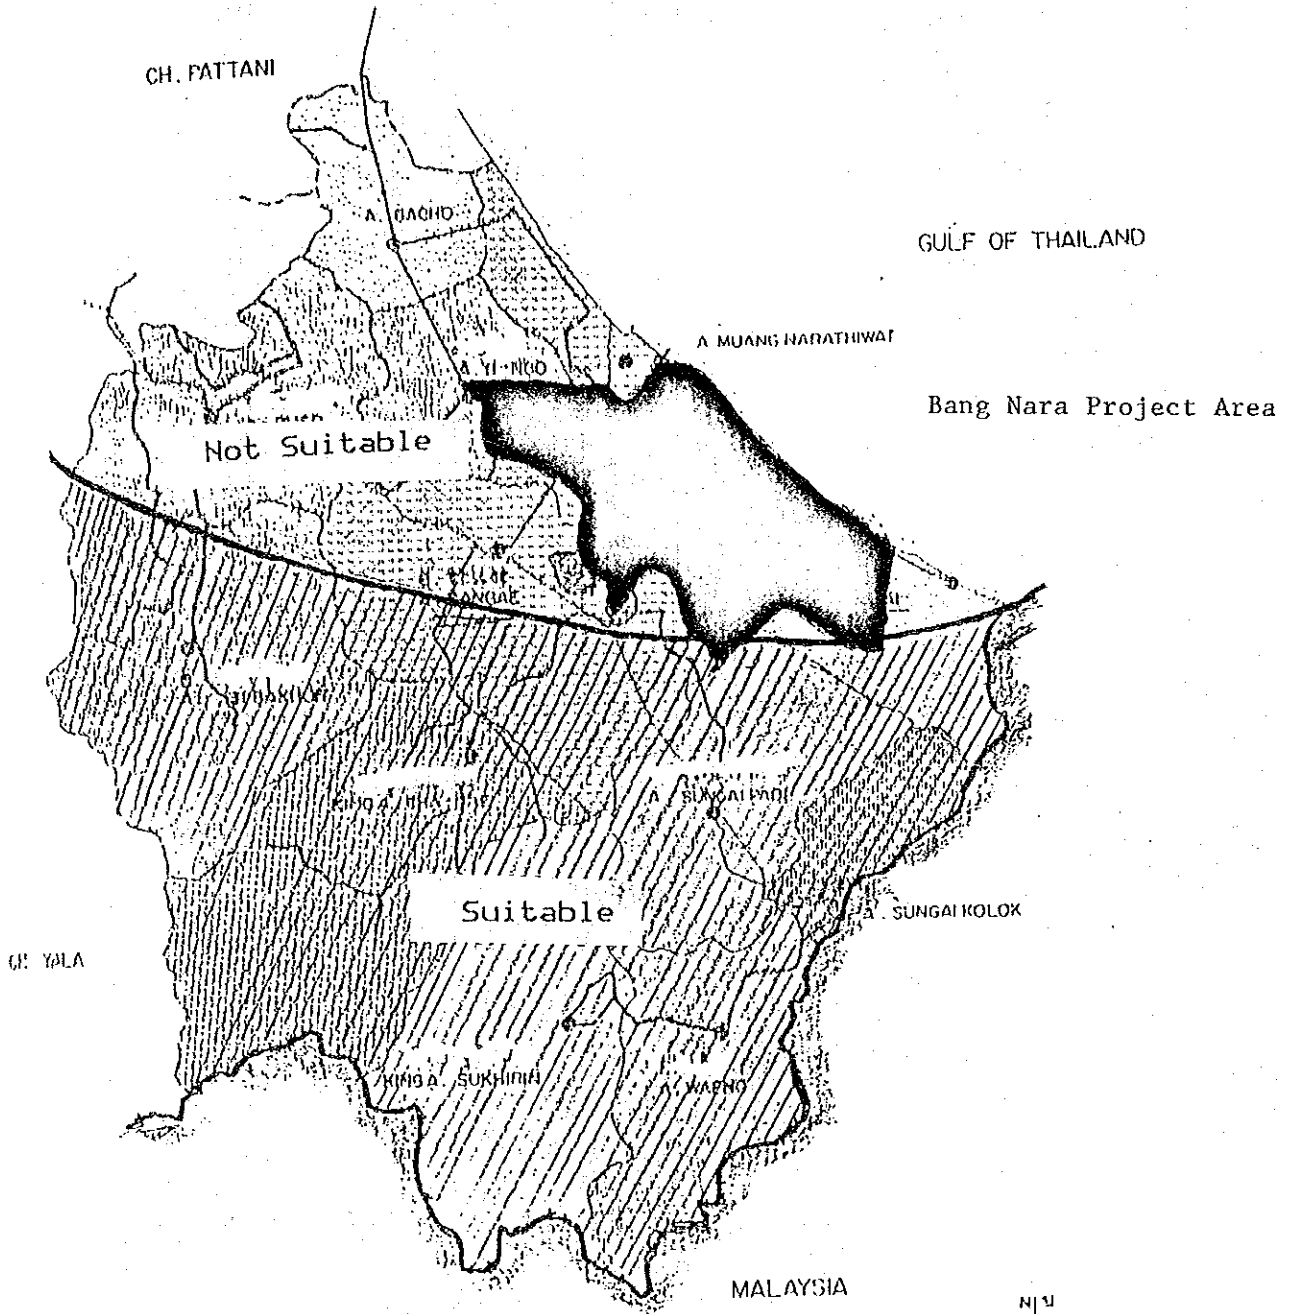 CH. PATTANI
A. BACHO
GULF OF THAILAND
A MUANG NARATHIWAT
A YI-NGO
Bang Nara Project Area
Not Suitable
A. SUNGAI PADI
Suitable
A. SUNGAI KOLOK
CH YALA
KING A. SUKHIRIN
A. WAENG
MALAYSIA